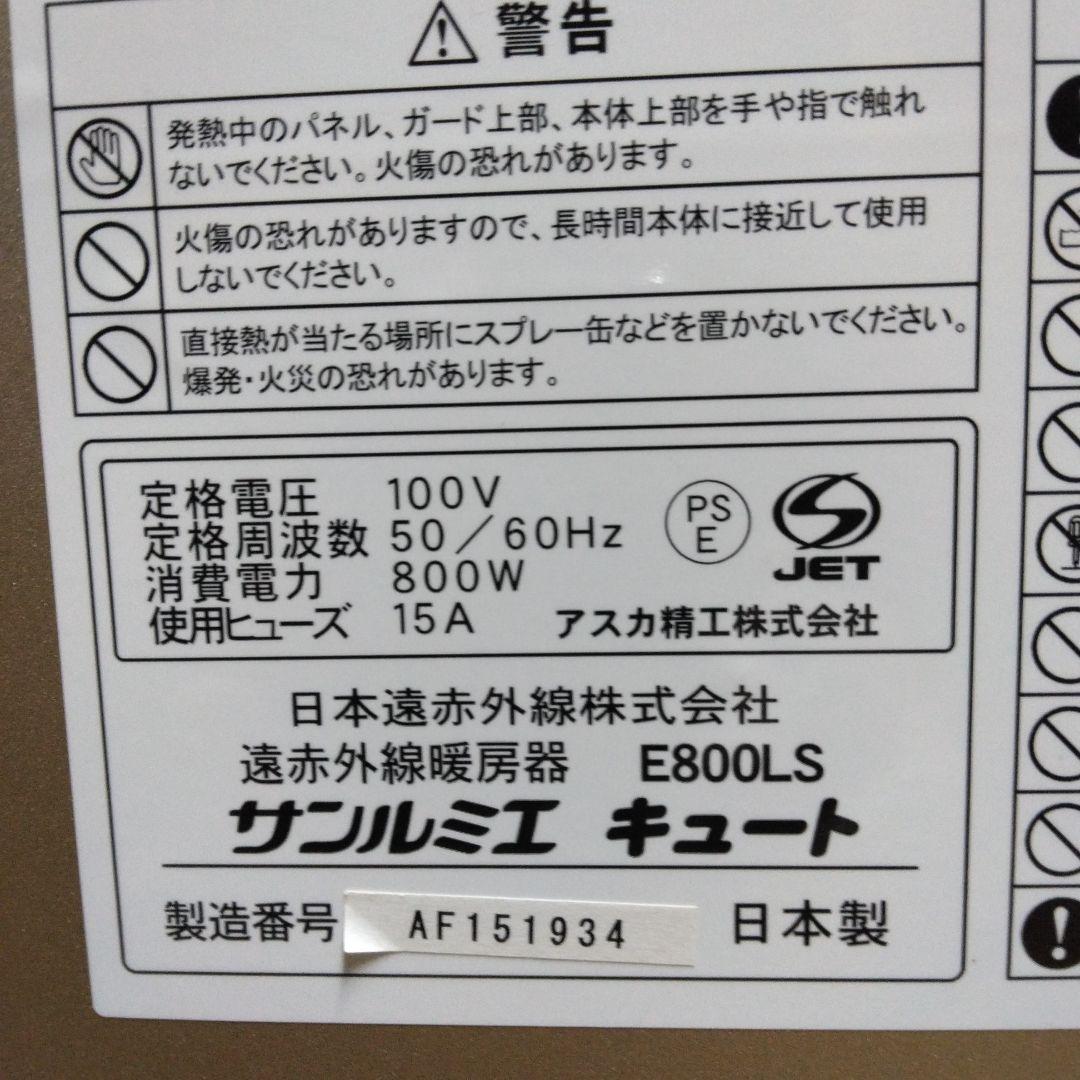 警告
発熱中のパネル、ガード上部、本体上部を手や指で触れ
ないでください。火傷の恐れがあります。
火傷の恐れがありますので、長時間本体に接近して使用
しないでください。
直接熱が当たる場所にスプレー缶などを置かないでください。
爆発・火災の恐れがあります。
定格電圧 100V
定格周波数 50/60Hz
消費電力 800W
使用ヒューズ 15A
PS
E
JET
アスカ精工株式会社
日本遠赤外線株式会社
遠赤外線暖房器 E800LS
サンルミエ キュート
製造番号 AF151934 日本製